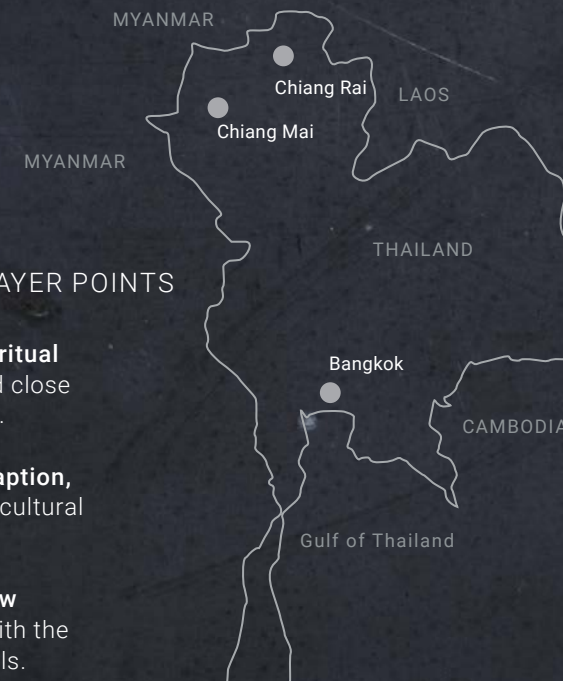 MYANMAR
Chiang Rai
LAOS
Chiang Mai
MYANMAR
THAILAND
AYER POINTS
ritual
d close
.
Bangkok
CAMBODIA
aption,
cultural
Gulf of Thailand
w
ith the
ls.